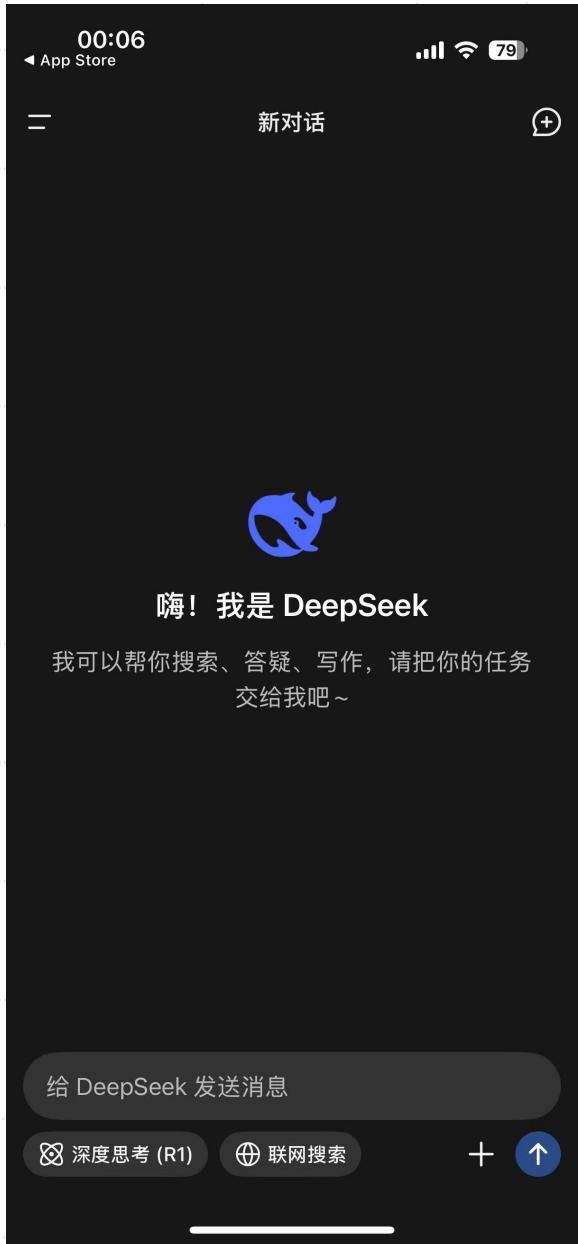 00:06
◀ App Store
79
新对话
嗨！我是 DeepSeek
我可以帮你搜索、答疑、写作，请把你的任务
交给我吧～
给 DeepSeek 发送消息
深度思考 (R1)
联网搜索